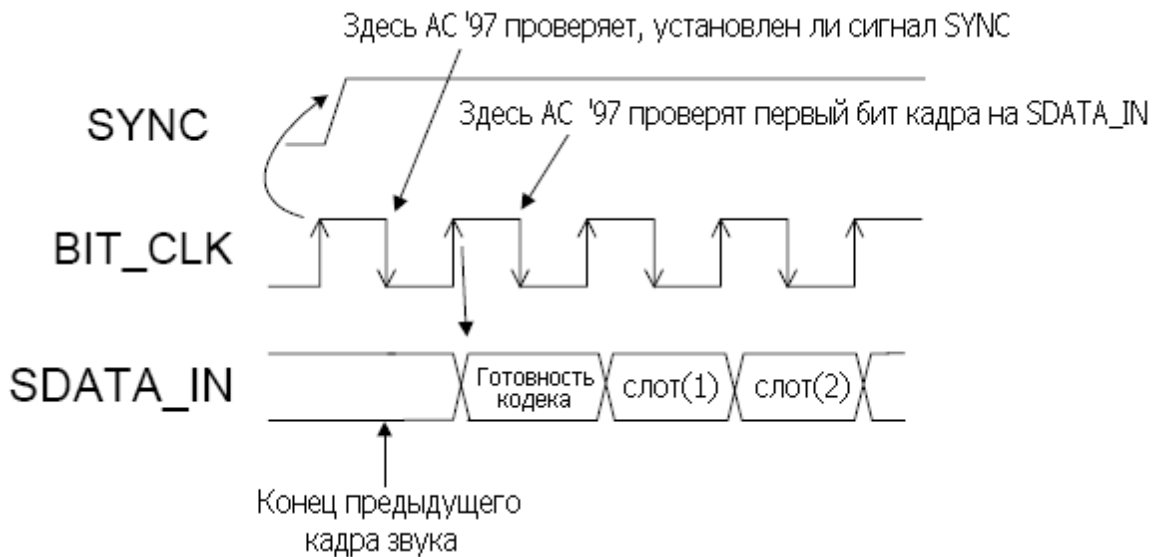 Здесь AC '97 проверяет, установлен ли сигнал SYNC
SYNC
Здесь AC '97 проверят первый бит кадра на SDATA_IN
BIT_CLK
SDATA_IN
Готовность
кодека
слот(1)
слот(2)
Конец предыдущего
кадра звука